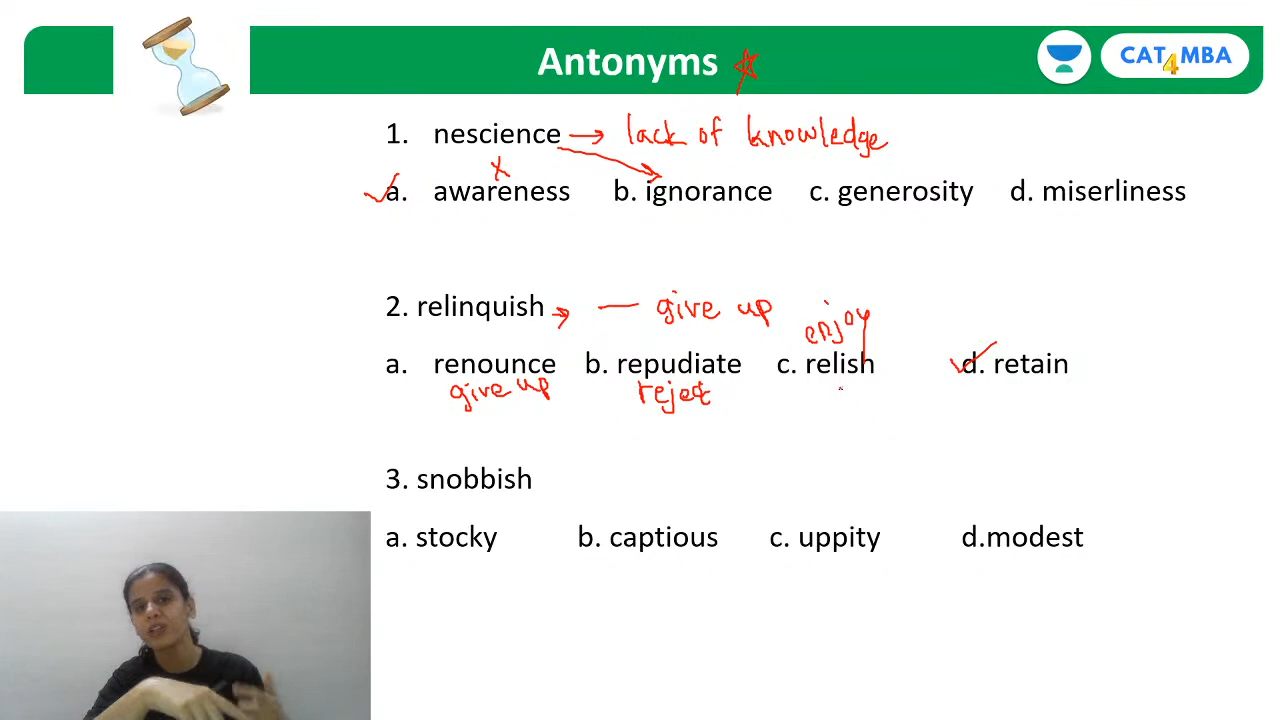 Antonyms
CAT4MBA
1. nescience → lack of knowledge
a. awareness b. ignorance c. generosity d. miserliness
2. relinquish → — give up
enjoy
a. renounce b. repudiate c. relish d. retain
give up reject
3. snobbish
a. stocky b. captious c. uppity d.modest